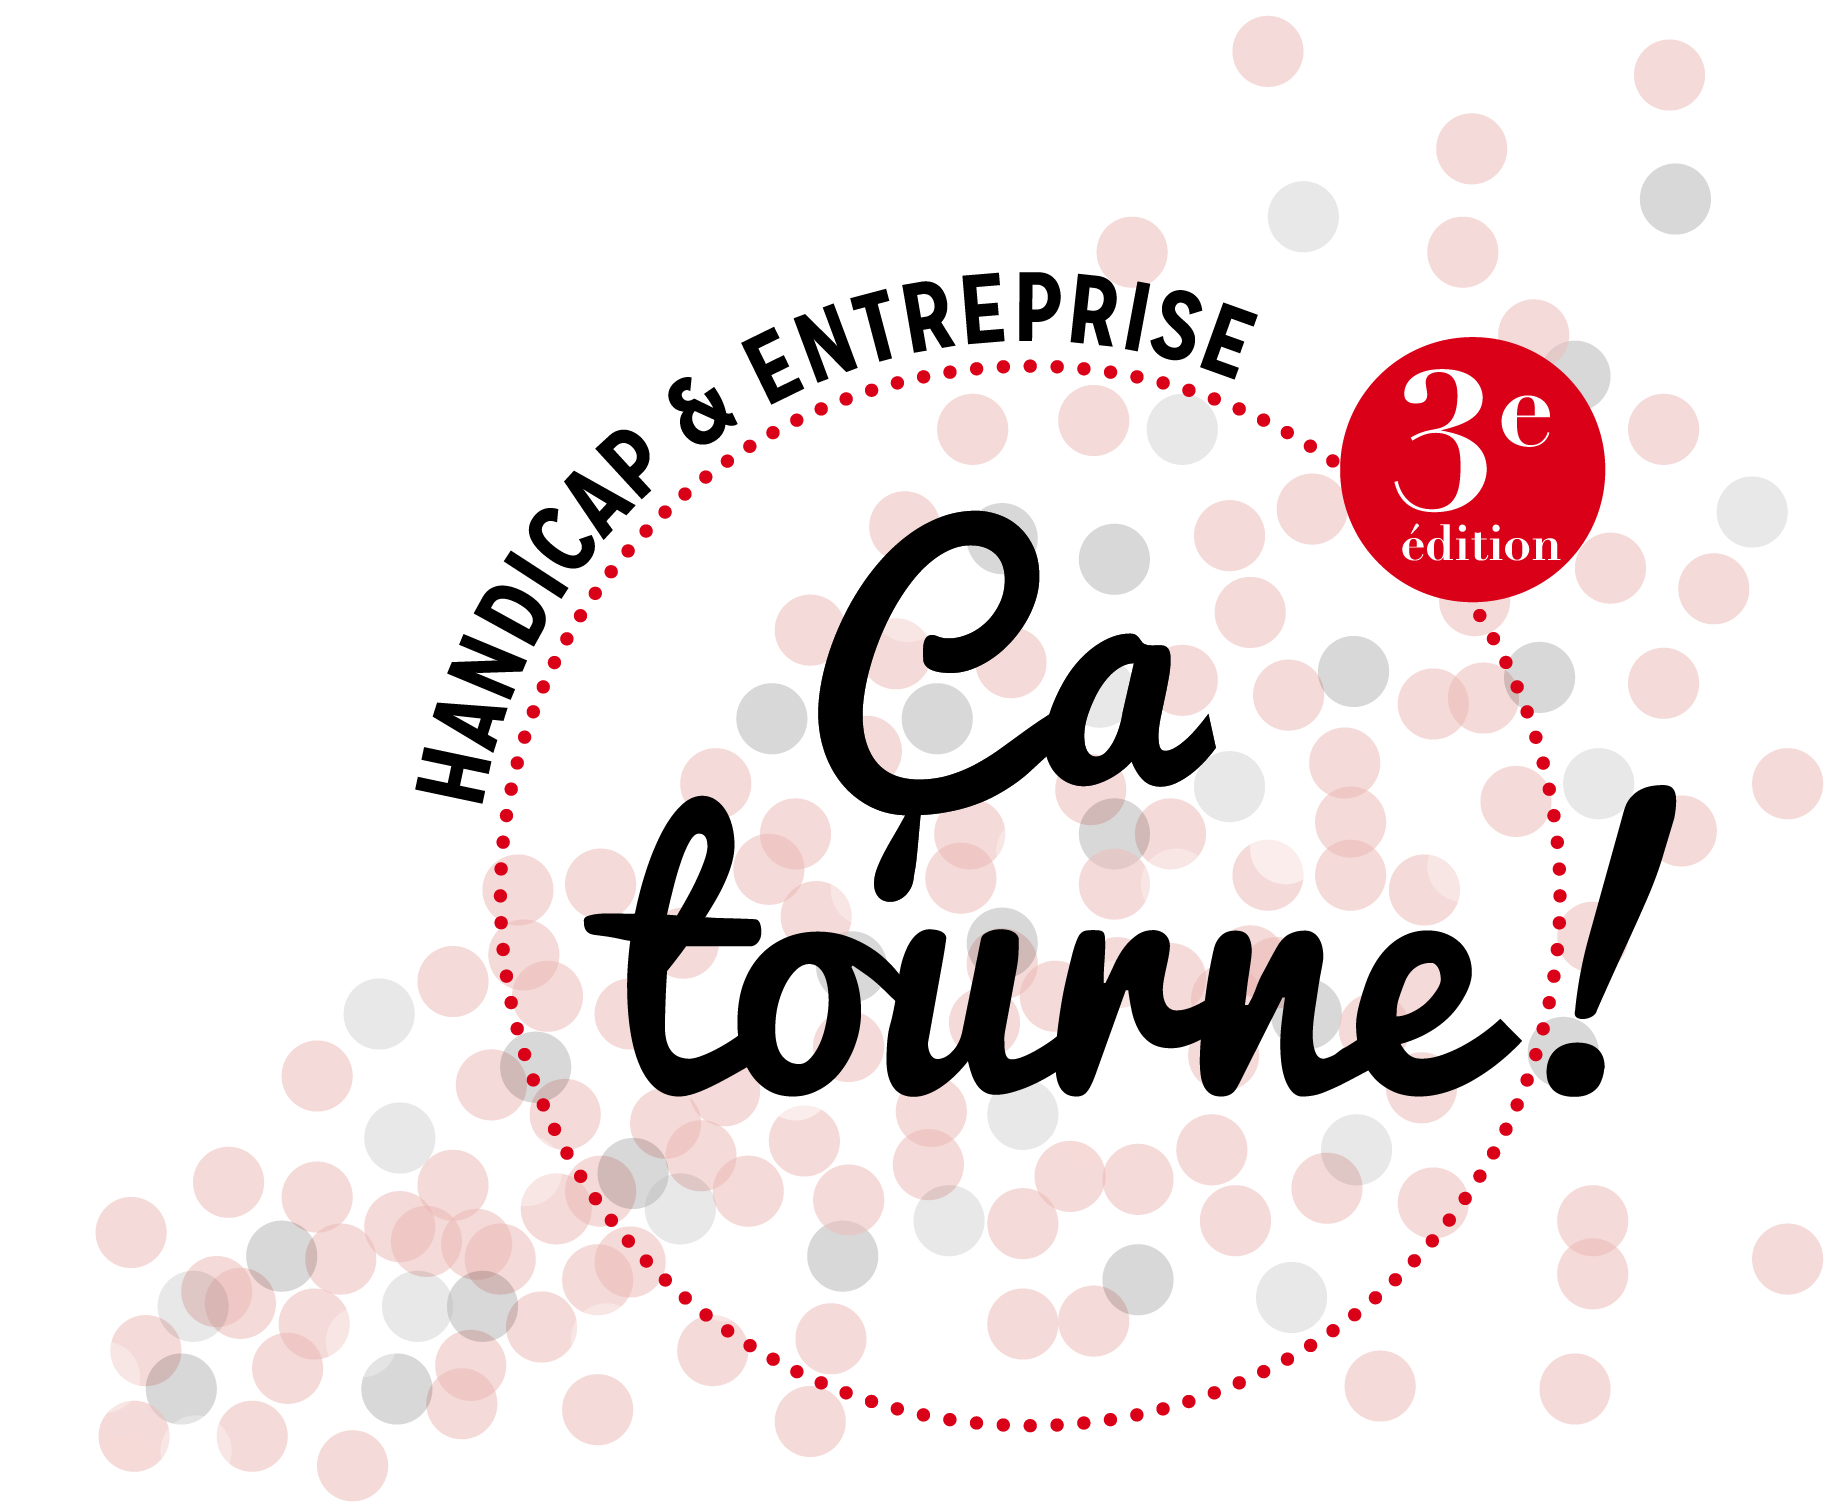 HANDICAP & ENTREPRISE
3e
édition
Ça
tourne !